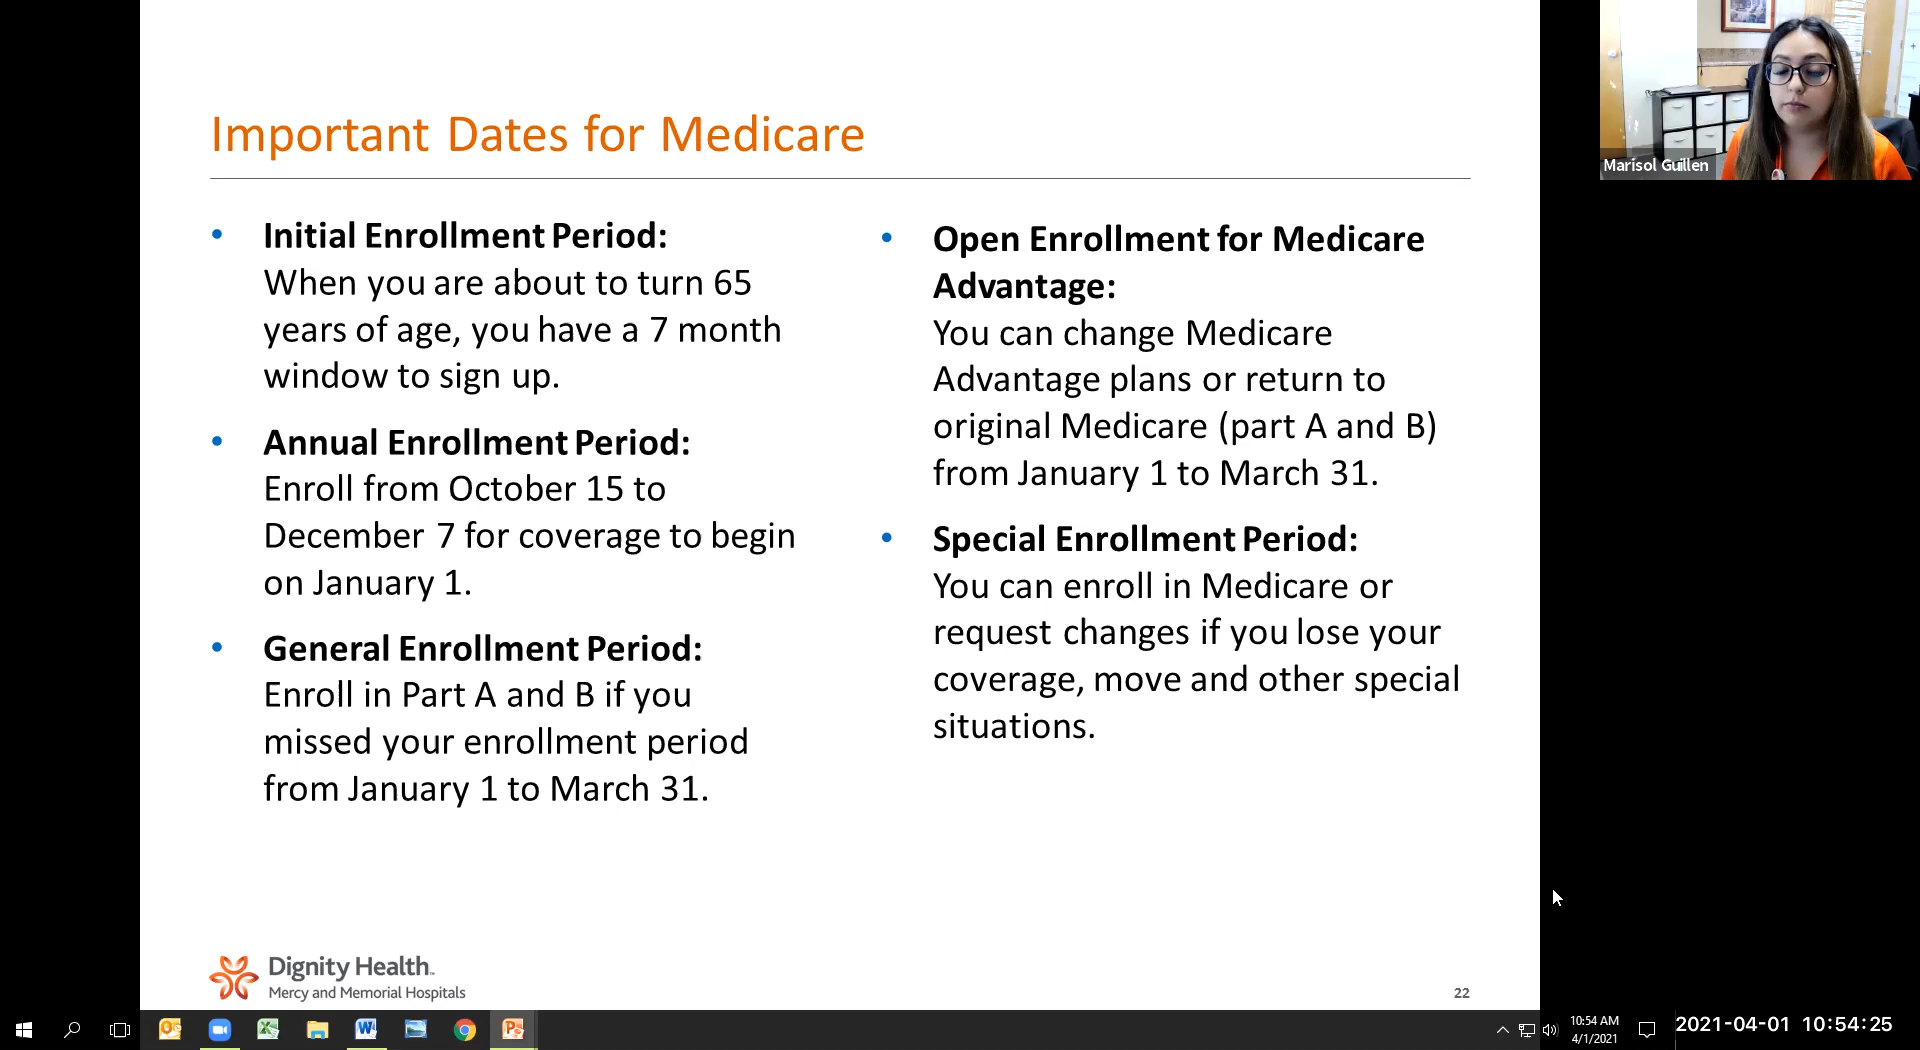 Important Dates for Medicare
• Initial Enrollment Period:
When you are about to turn 65
years of age, you have a 7 month
window to sign up.
• Annual Enrollment Period:
Enroll from October 15 to
December 7 for coverage to begin
on January 1.
• General Enrollment Period:
Enroll in Part A and B if you
missed your enrollment period
from January 1 to March 31.
• Open Enrollment for Medicare
Advantage:
You can change Medicare
Advantage plans or return to
original Medicare (part A and B)
from January 1 to March 31.
• Special Enrollment Period:
You can enroll in Medicare or
request changes if you lose your
coverage, move and other special
situations.
Dignity Health™
Mercy and Memorial Hospitals
22
Marisol Guillen
10:54 AM
4/1/2021
2021-04-01 10:54:25